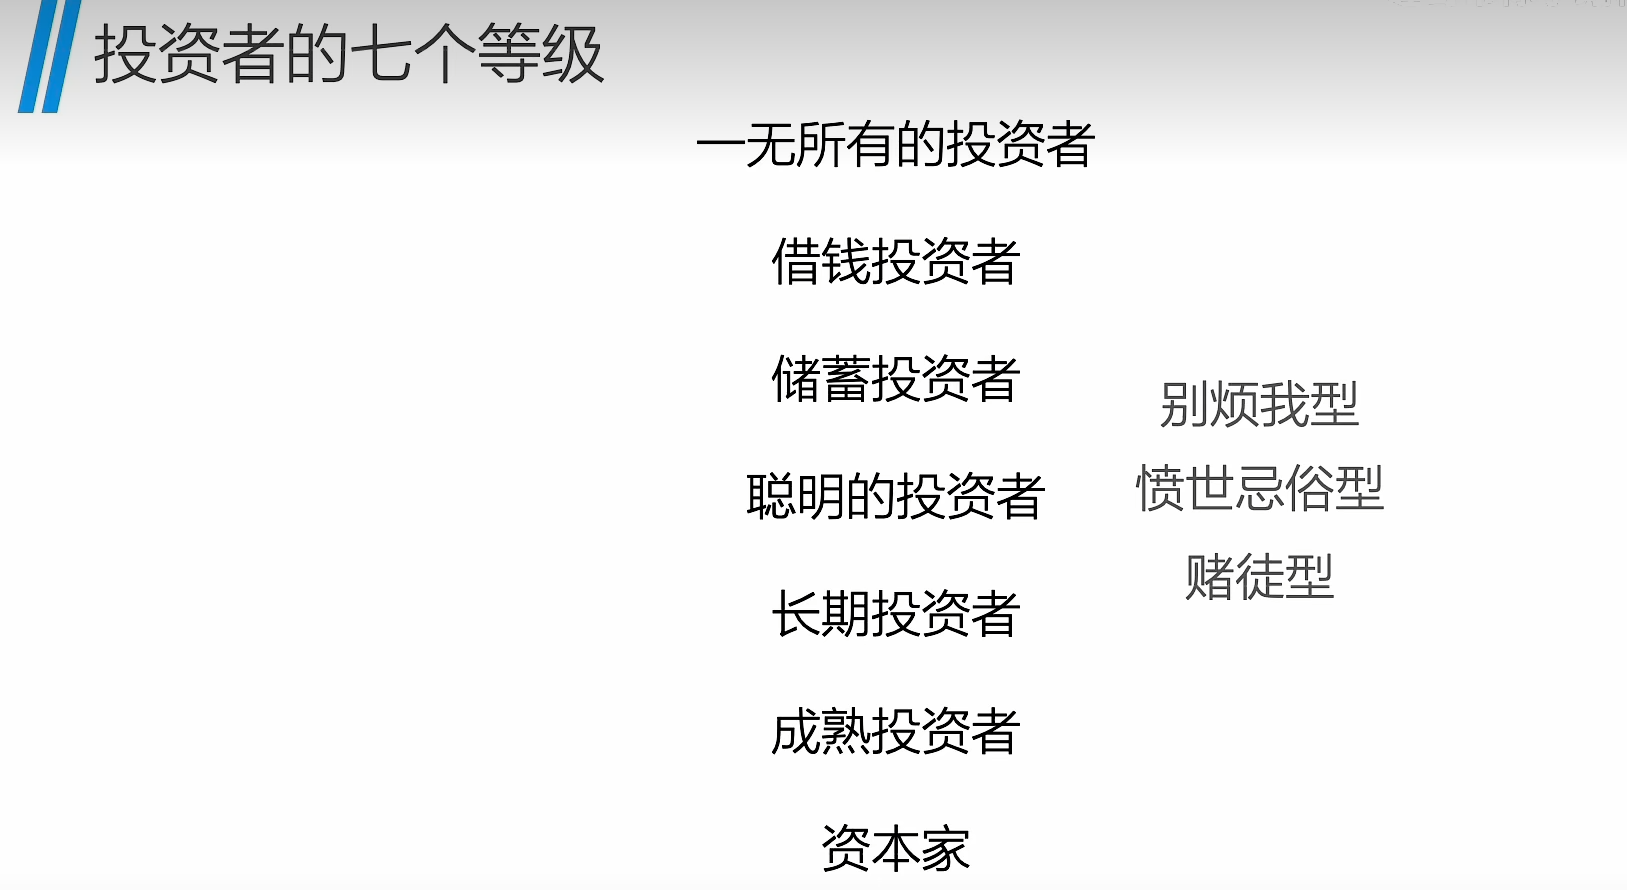 投资者的七个等级
一无所有的投资者
借钱投资者
储蓄投资者
别烦我型
聪明的投资者
愤世忌俗型
赌徒型
长期投资者
成熟投资者
资本家